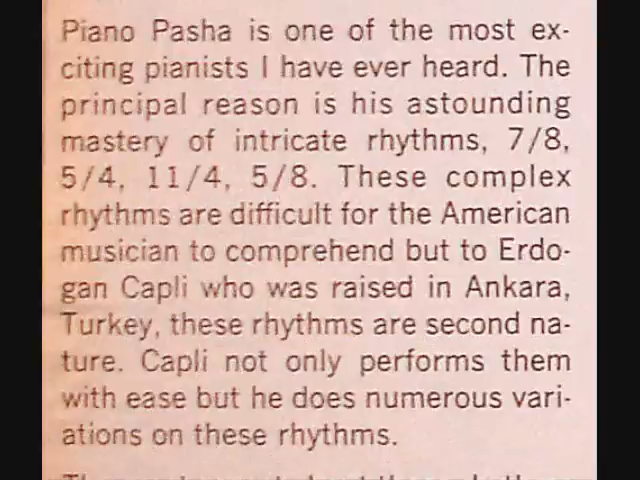 Piano Pasha is one of the most ex-
citing pianists I have ever heard. The
principal reason is his astounding
mastery of intricate rhythms, 7/8,
5/4, 11/4, 5/8. These complex
rhythms are difficult for the American
musician to comprehend but to Erdo-
gan Capli who was raised in Ankara,
Turkey, these rhythms are second na-
ture. Capli not only performs them
with ease but he does numerous vari-
ations on these rhythms.